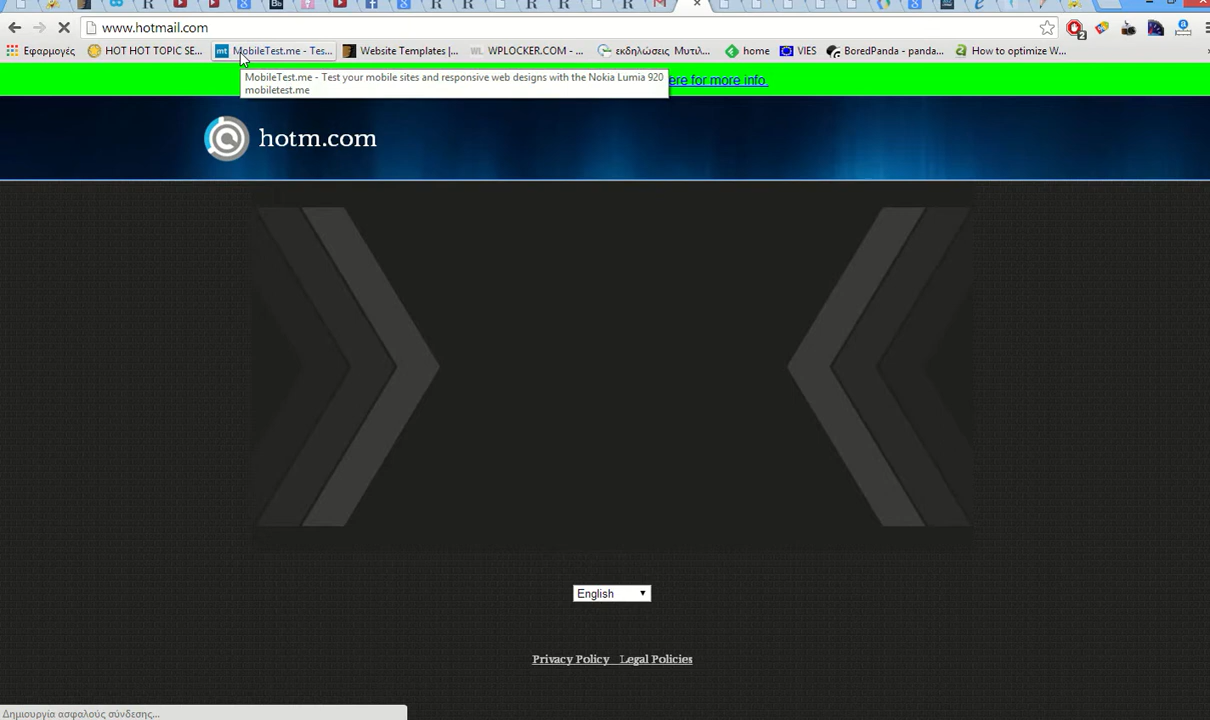 www.hotmail.com
Εφαρμογές HOT HOT TOPIC SE... MobileTest.me - Tes... Website Templates |... WPLOCKER.COM - ... εκδηλώσεις Μυτιλ... home VIES BoredPanda - panda... How to optimize W...
MobileTest.me - Test your mobile sites and responsive web designs with the Nokia Lumia 920
mobiletest.me
ere for more info.
hotm.com
English
Privacy Policy Legal Policies
Δημιουργία ασφαλούς σύνδεσης...